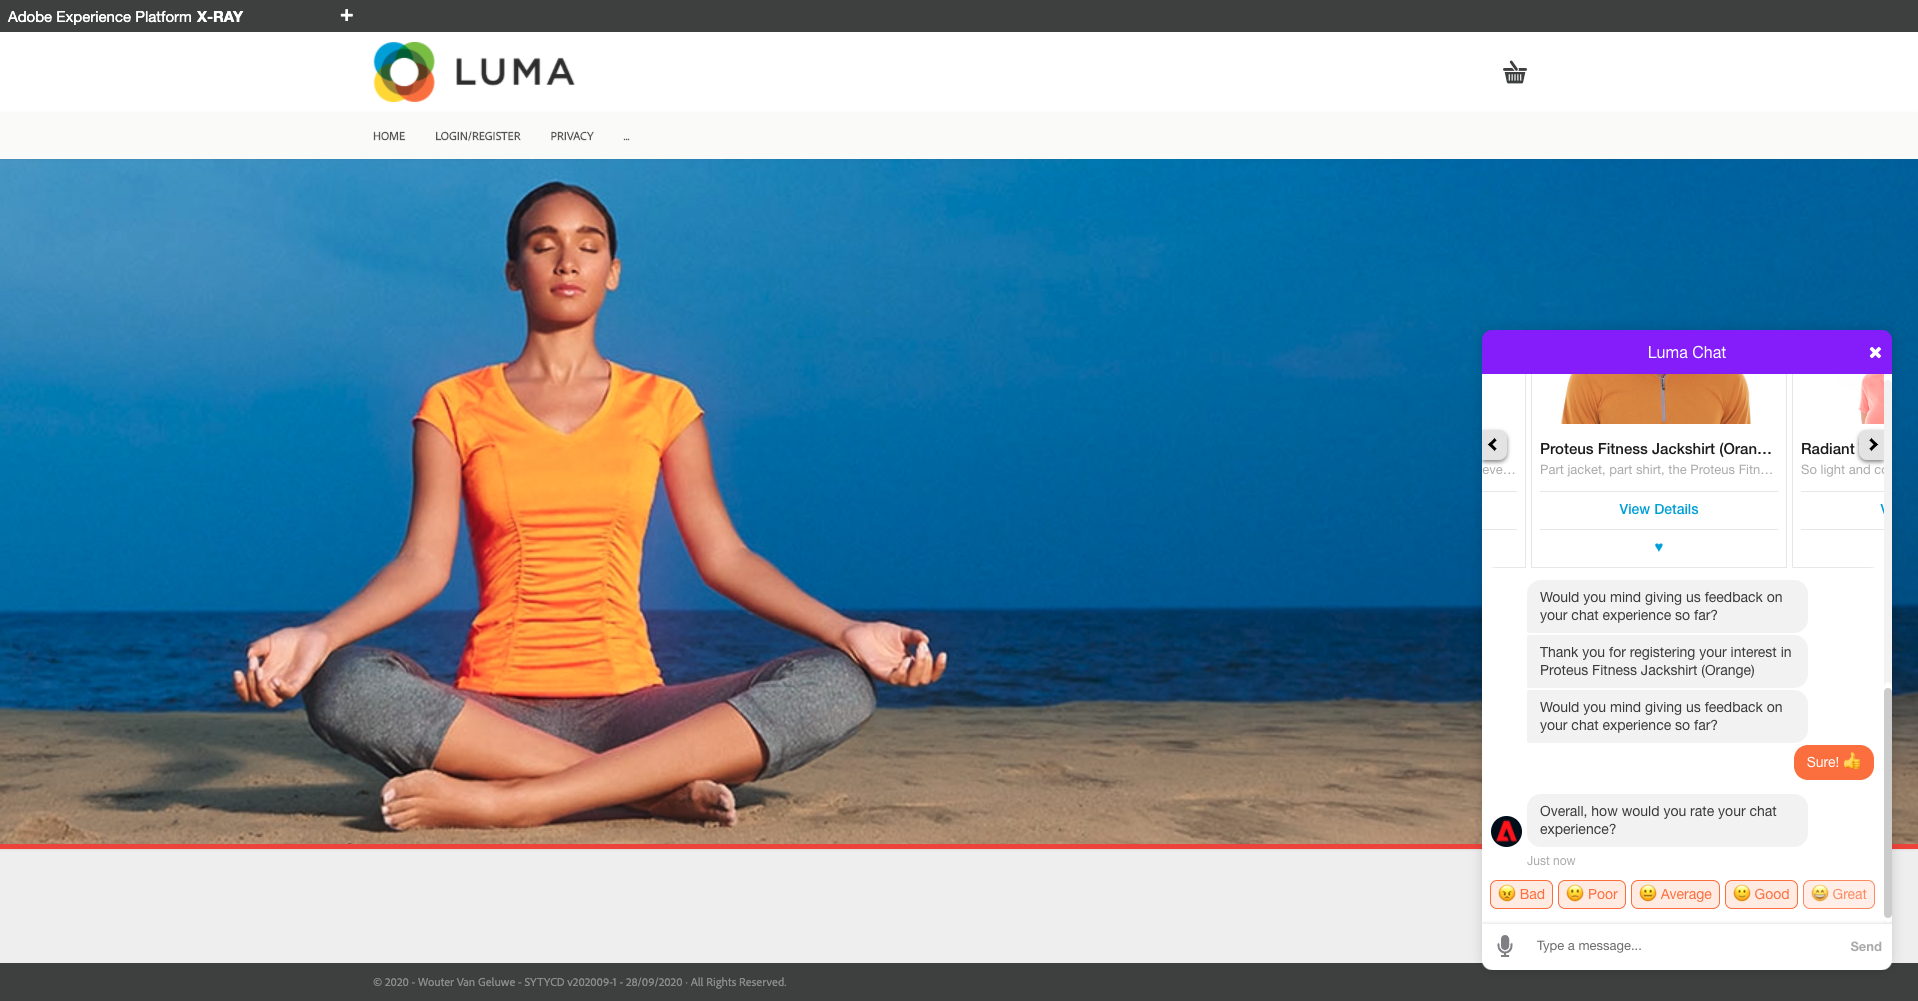 Adobe Experience Platform X-RAY
LUMA
HOME LOGIN/REGISTER PRIVACY ...
Luma Chat
Proteus Fitness Jackshirt (Oran...
Radiant
eve...
Part jacket, part shirt, the Proteus Fitn...
So light and co
View Details
V
♥
Would you mind giving us feedback on
your chat experience so far?
Thank you for registering your interest in
Proteus Fitness Jackshirt (Orange)
Would you mind giving us feedback on
your chat experience so far?
Sure! 👍
Overall, how would you rate your chat
experience?
Just now
😠 Bad 🙁 Poor 😐 Average 🙂 Good 😄 Great
Type a message... Send
© 2020 - Wouter Van Geluwe - SYTYCD v202009-1 - 28/09/2020 · All Rights Reserved.